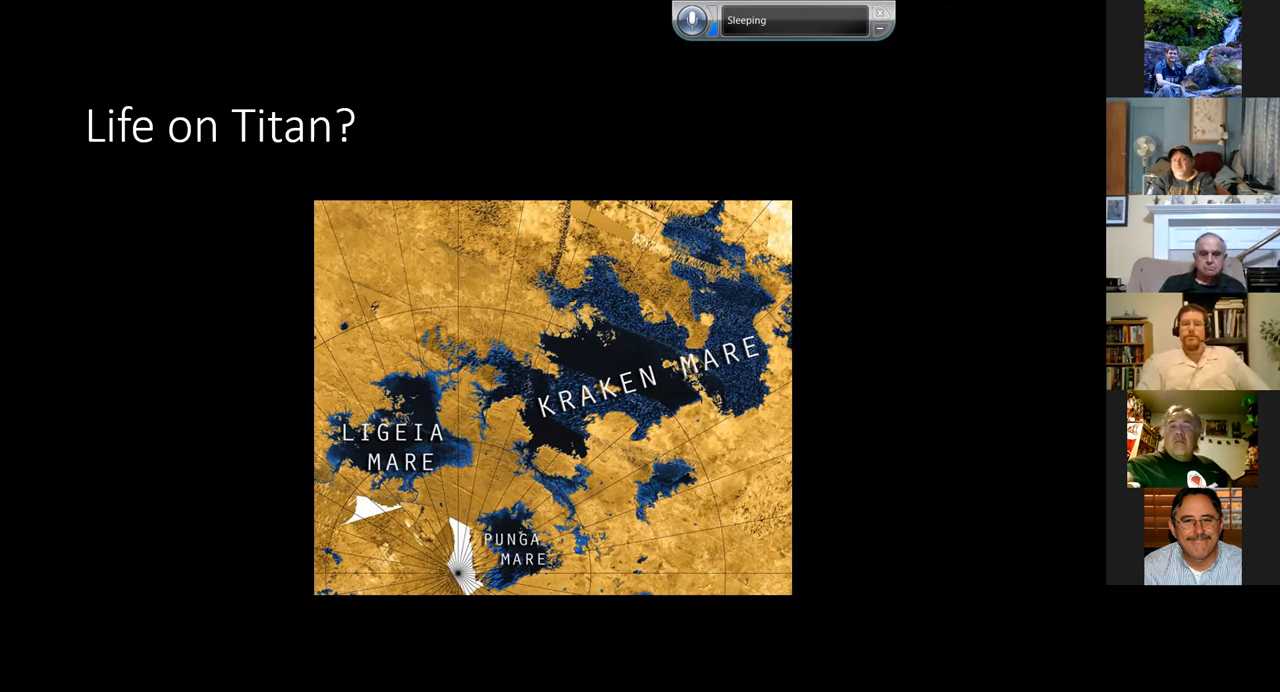 Sleeping
Life on Titan?
KRAKEN MARE
LIGEIA
MARE
PUNGA
MARE